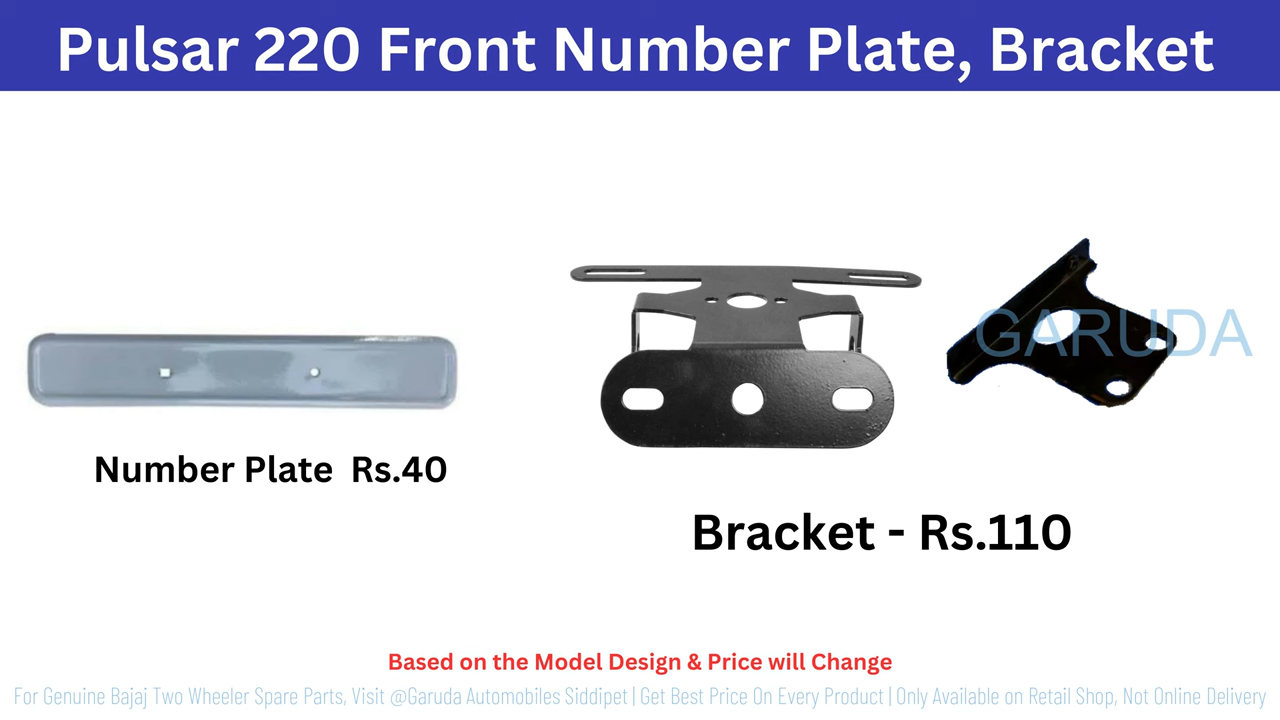 Pulsar 220 Front Number Plate, Bracket
GARUDA
Number Plate Rs.40
Bracket - Rs.110
Based on the Model Design & Price will Change
For Genuine Bajaj Two Wheeler Spare Parts, Visit @Garuda Automobiles Siddipet | Get Best Price On Every Product | Only Available on Retail Shop, Not Online Delivery